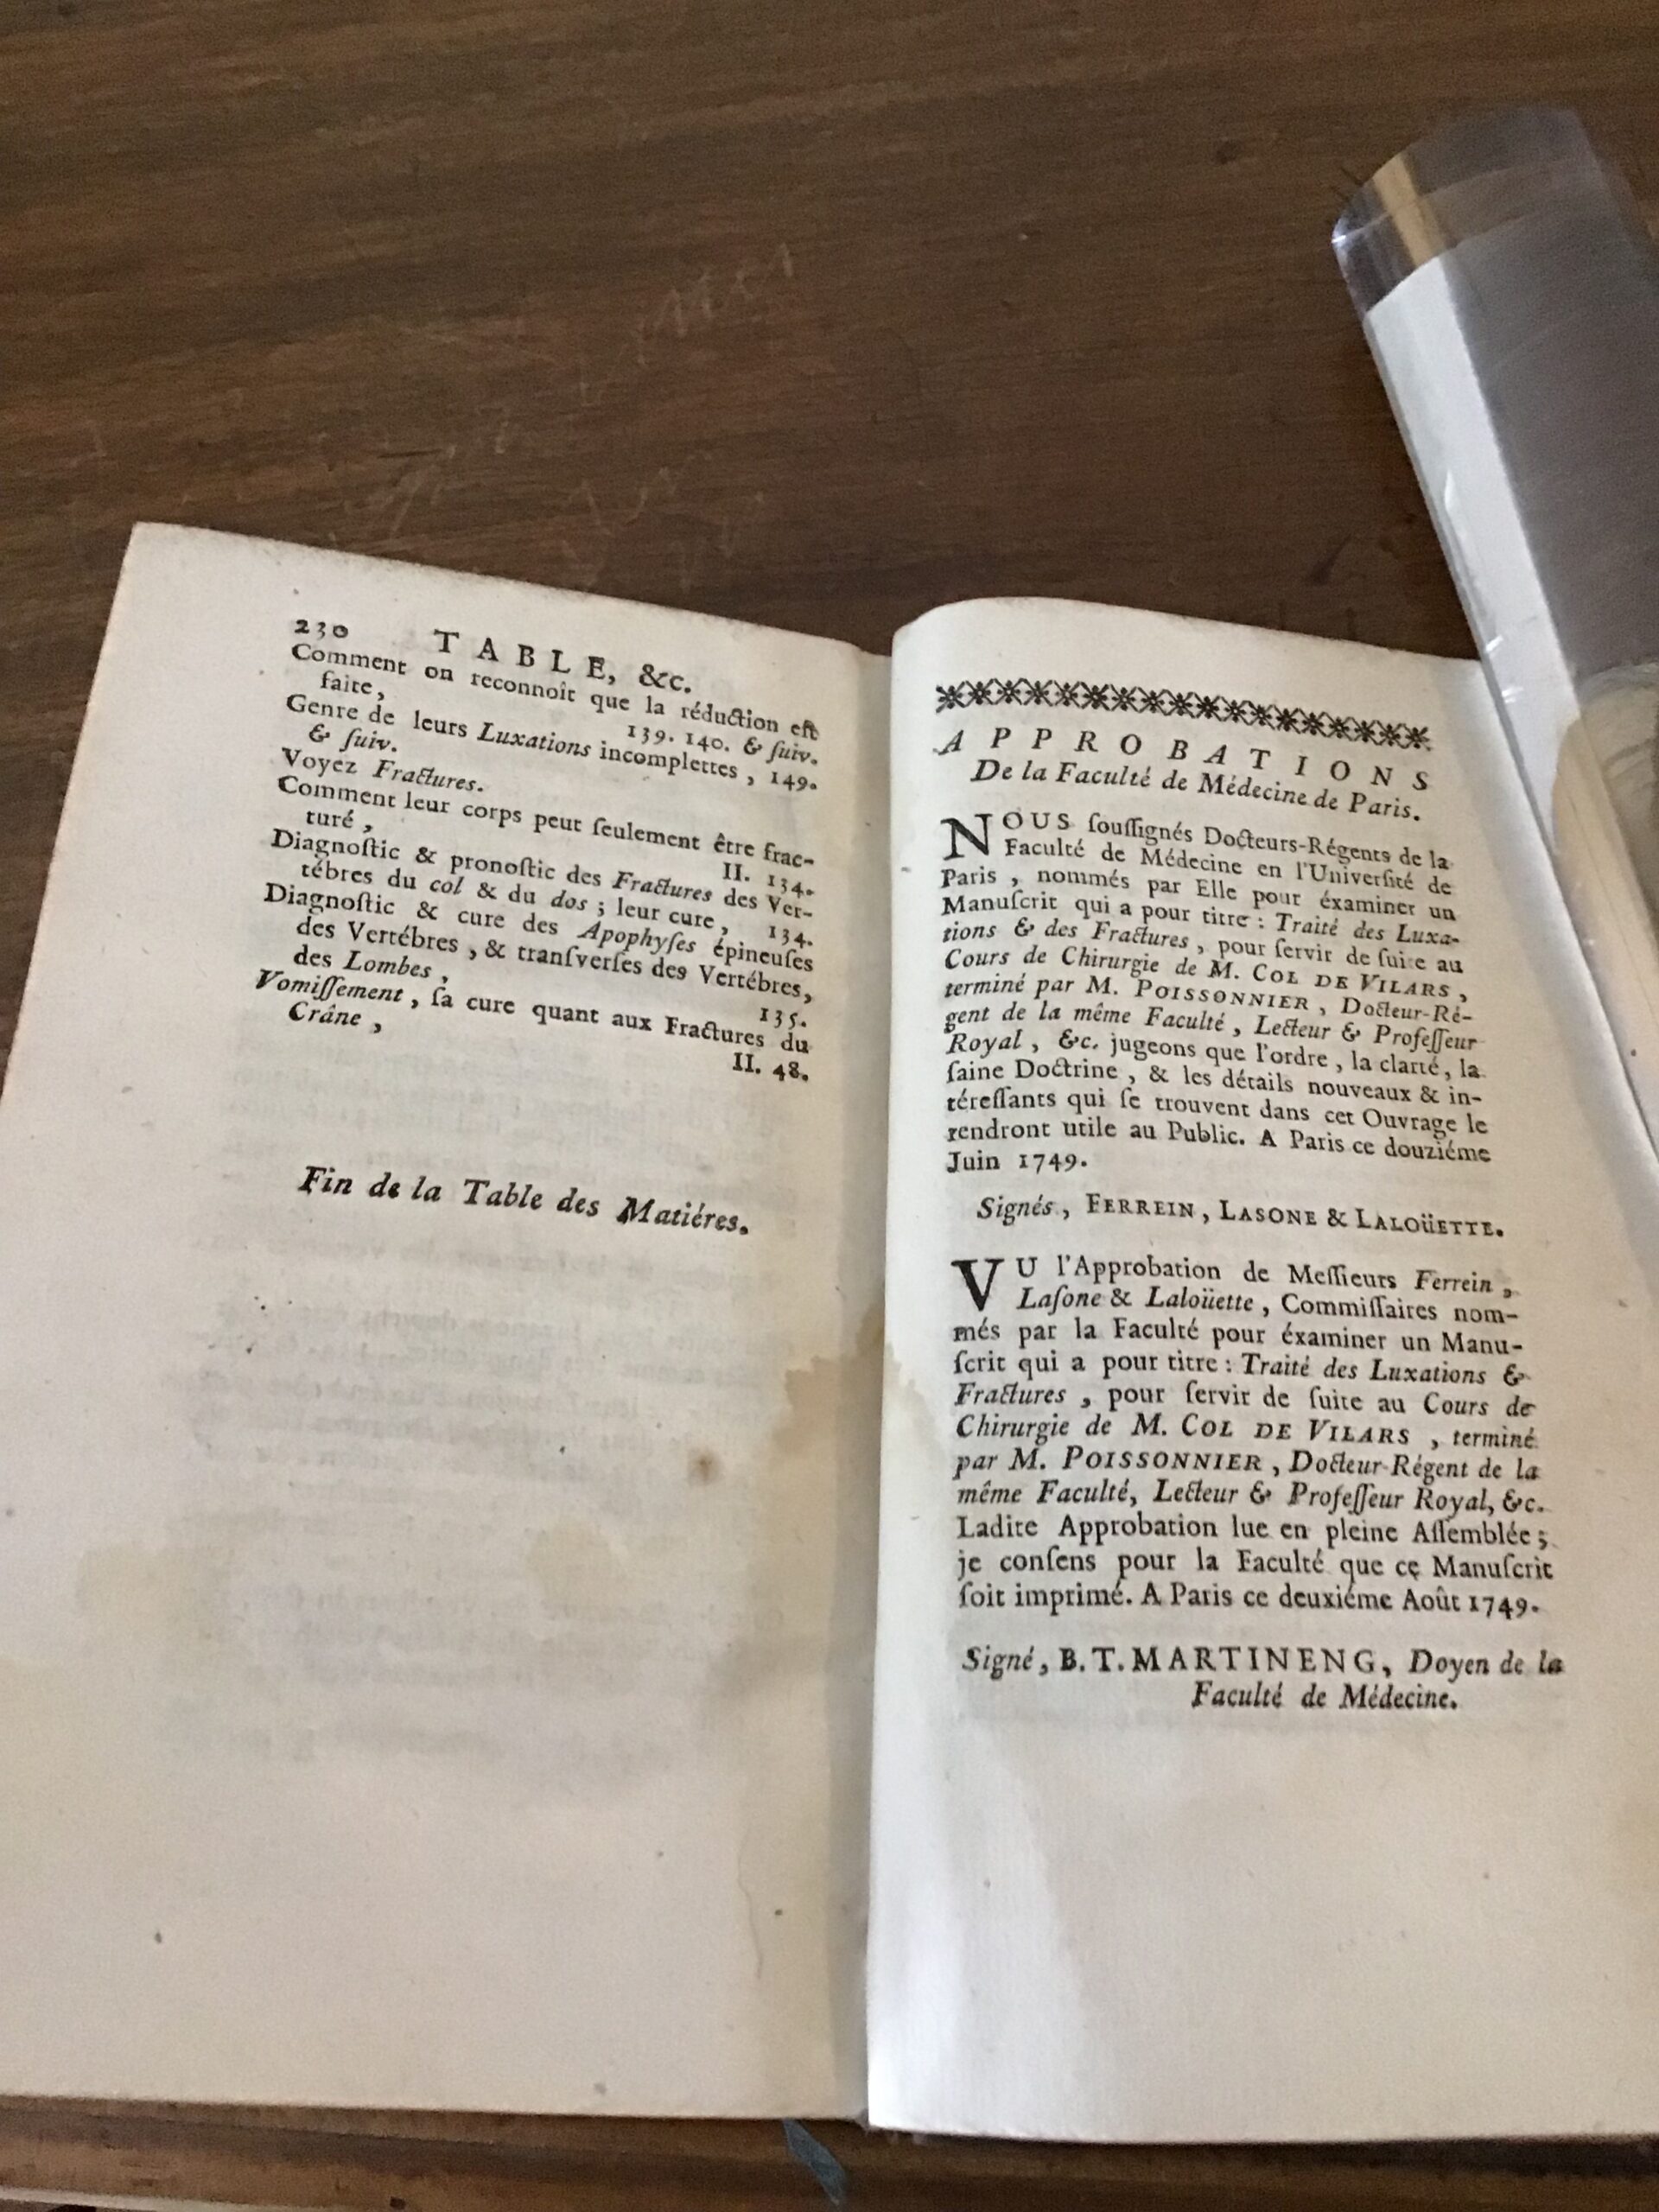 230 TABLE, &c.
Comment on reconnoît que la réduction eſt
faite, 139. 140. & ſuiv.
Genre de leurs Luxations incomplettes, 149.
& ſuiv.
Voyez Fractures.
Comment leur corps peut ſeulement être frac-
turé, II. 134.
Diagnoſtic & pronoſtic des Fractures des Ver-
tébres du col & du dos; leur cure, 134.
Diagnoſtic & cure des Apophyſes épineuſes
des Vertébres, & tranſverſes des Vertébres,
des Lombes, 135.
Vomiſſement, ſa cure quant aux Fractures du
Crâne, II. 48.
Fin de la Table des Matiéres.
APPROBATIONS
De la Faculté de Médecine de Paris.
NOUS ſouſſignés Docteurs-Régents de la
Faculté de Médecine en l'Univerſité de
Paris, nommés par Elle pour éxaminer un
Manuſcrit qui a pour titre: Traité des Luxa-
tions & des Fractures, pour ſervir de ſuite au
Cours de Chirurgie de M. COL DE VILARS,
terminé par M. POISSONNIER, Docteur-Ré-
gent de la même Faculté, Lecteur & Profeſſeur
Royal, &c. jugeons que l'ordre, la clarté, la
ſaine Doctrine, & les détails nouveaux & in-
téreſſants qui ſe trouvent dans cet Ouvrage le
rendront utile au Public. A Paris ce douziéme
Juin 1749.
Signés, FERREIN, LASONE & LALOÜETTE.
VU l'Approbation de Meſſieurs Ferrein,
Laſone & Laloüette, Commiſſaires nom-
més par la Faculté pour éxaminer un Manu-
ſcrit qui a pour titre: Traité des Luxations &
Fractures, pour ſervir de ſuite au Cours de
Chirurgie de M. COL DE VILARS, terminé
par M. POISSONNIER, Docteur-Régent de la
même Faculté, Lecteur & Profeſſeur Royal, &c.
Ladite Approbation lue en pleine Aſſemblée;
je conſens pour la Faculté que ce Manuſcrit
ſoit imprimé. A Paris ce deuxiéme Août 1749.
Signé, B. T. MARTINENG, Doyen de la
Faculté de Médecine.